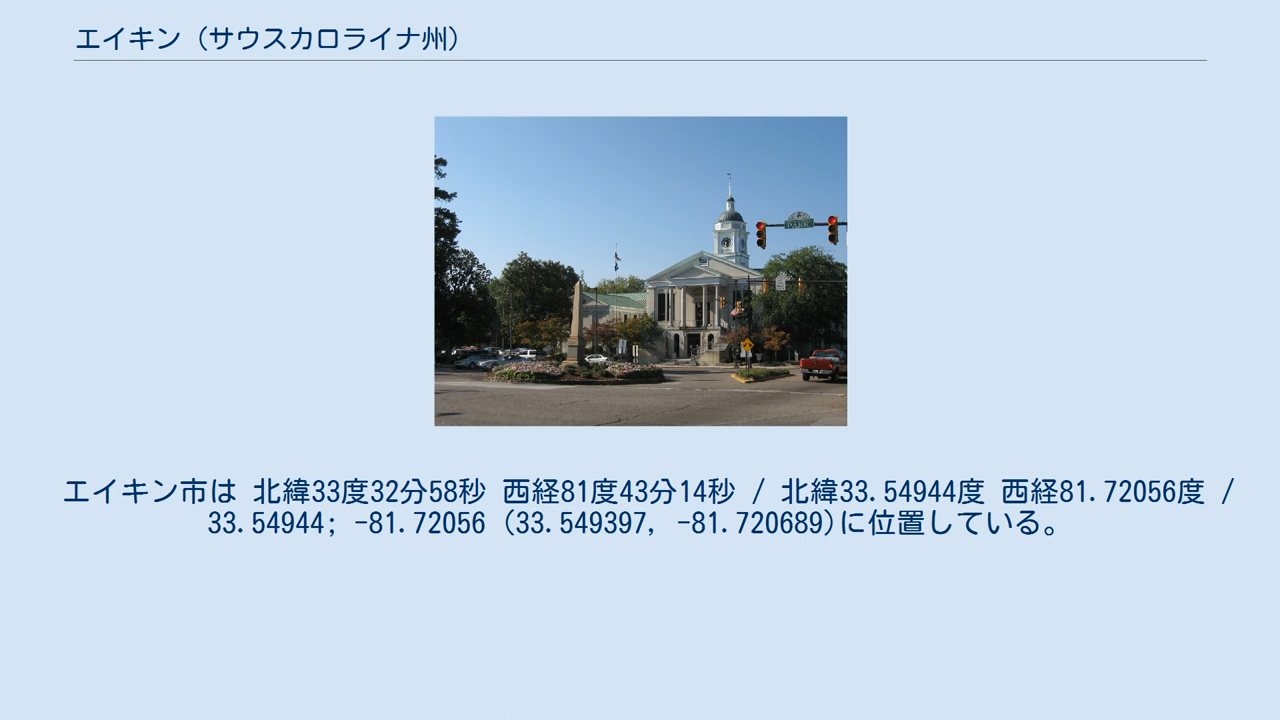 エイキン（サウスカロライナ州）
エイキン市は 北緯33度32分58秒 西経81度43分14秒 / 北緯33.54944度 西経81.72056度 /
33.54944; -81.72056 (33.549397, -81.720689)に位置している。